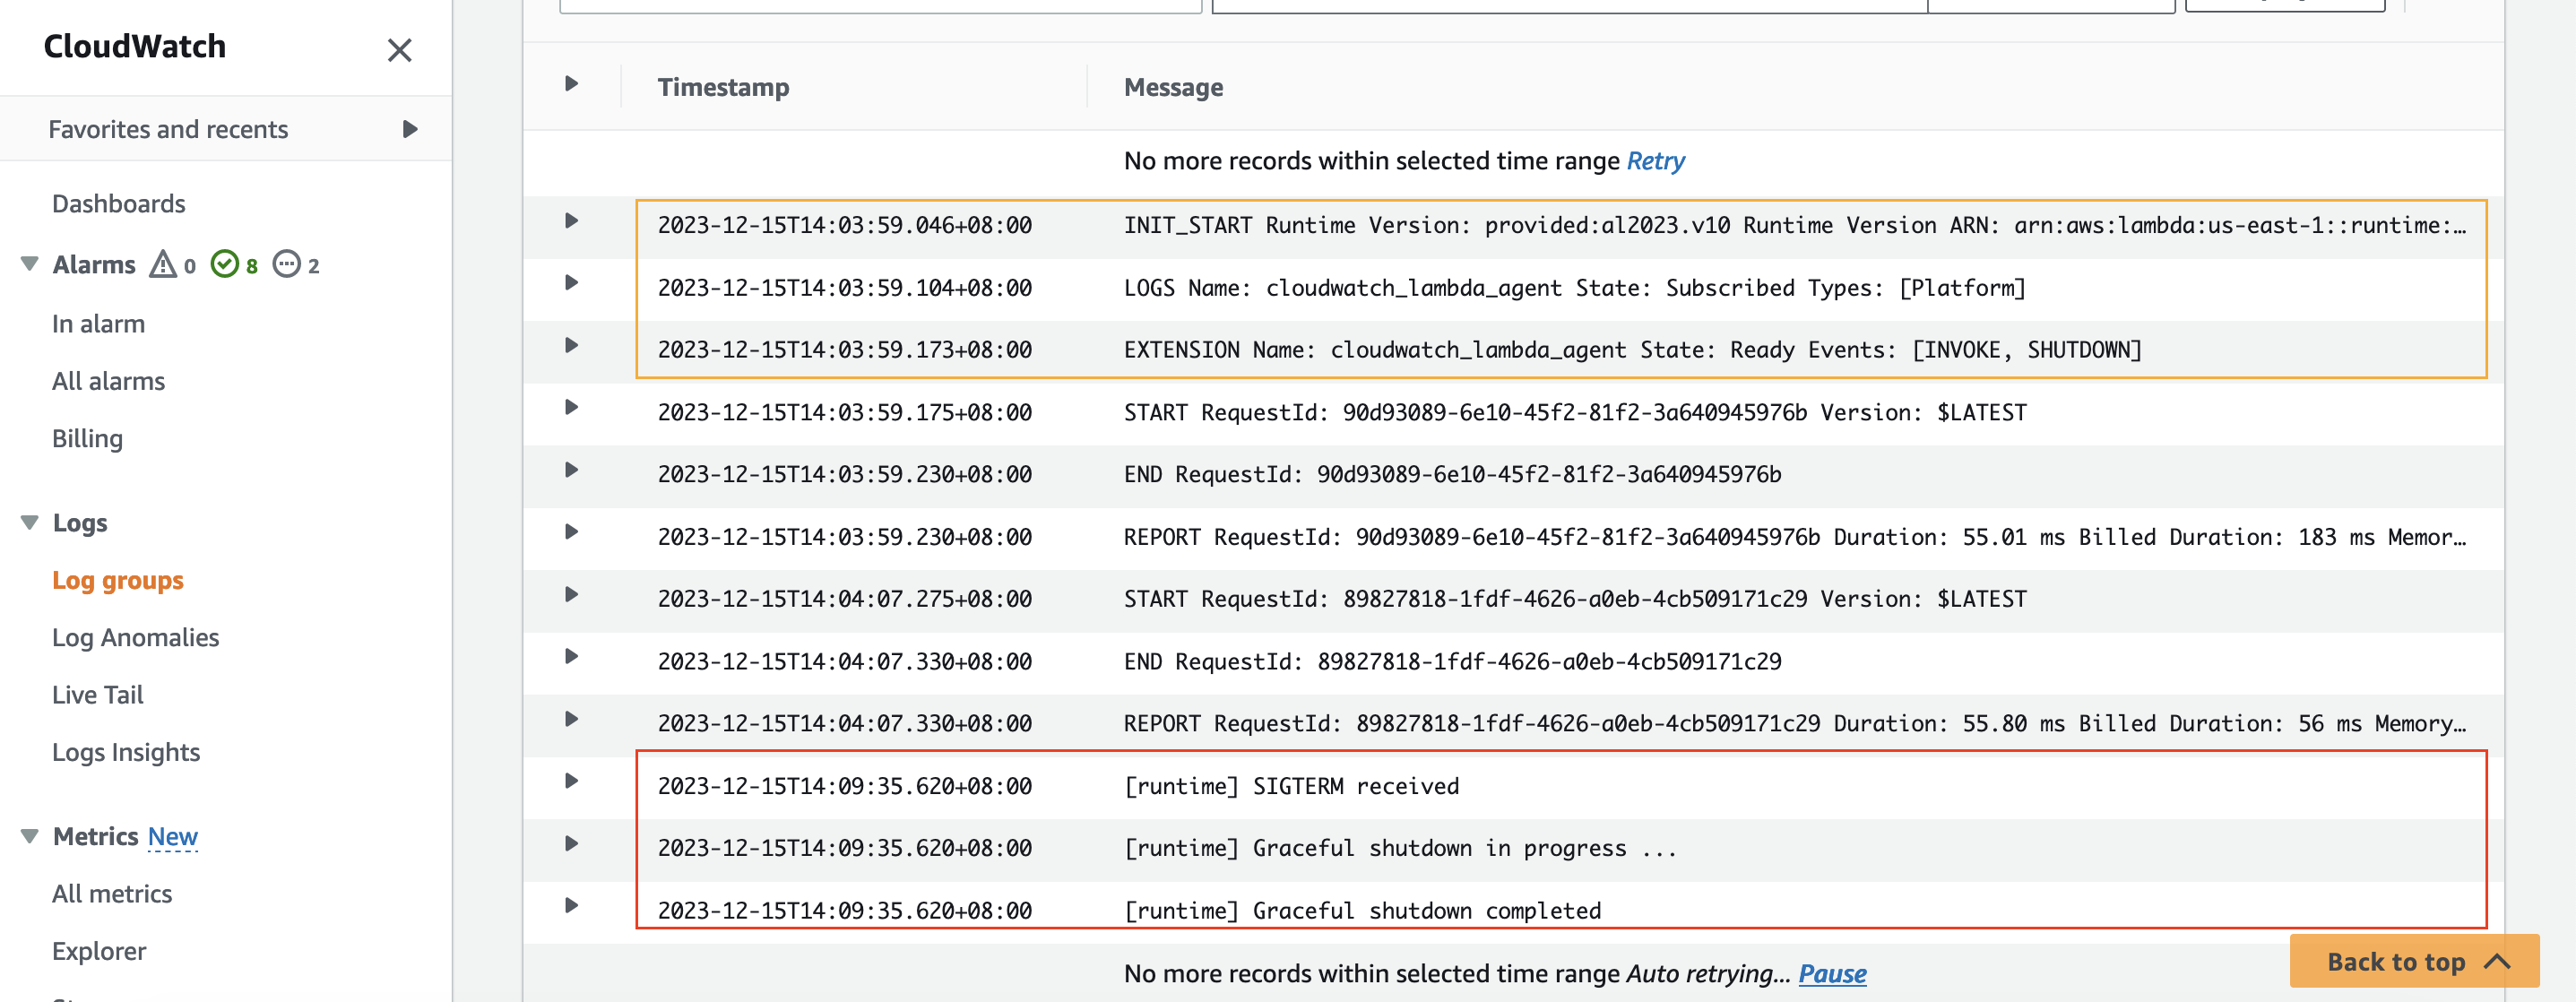 CloudWatch
Favorites and recents
Dashboards
Alarms 0 8 2
In alarm
All alarms
Billing
Logs
Log groups
Log Anomalies
Live Tail
Logs Insights
Metrics New
All metrics
Explorer
Timestamp Message
No more records within selected time range Retry
2023-12-15T14:03:59.046+08:00 INIT_START Runtime Version: provided:al2023.v10 Runtime Version ARN: arn:aws:lambda:us-east-1::runtime:…
2023-12-15T14:03:59.104+08:00 LOGS Name: cloudwatch_lambda_agent State: Subscribed Types: [Platform]
2023-12-15T14:03:59.173+08:00 EXTENSION Name: cloudwatch_lambda_agent State: Ready Events: [INVOKE, SHUTDOWN]
2023-12-15T14:03:59.175+08:00 START RequestId: 90d93089-6e10-45f2-81f2-3a640945976b Version: $LATEST
2023-12-15T14:03:59.230+08:00 END RequestId: 90d93089-6e10-45f2-81f2-3a640945976b
2023-12-15T14:03:59.230+08:00 REPORT RequestId: 90d93089-6e10-45f2-81f2-3a640945976b Duration: 55.01 ms Billed Duration: 183 ms Memor…
2023-12-15T14:04:07.275+08:00 START RequestId: 89827818-1fdf-4626-a0eb-4cb509171c29 Version: $LATEST
2023-12-15T14:04:07.330+08:00 END RequestId: 89827818-1fdf-4626-a0eb-4cb509171c29
2023-12-15T14:04:07.330+08:00 REPORT RequestId: 89827818-1fdf-4626-a0eb-4cb509171c29 Duration: 55.80 ms Billed Duration: 56 ms Memory…
2023-12-15T14:09:35.620+08:00 [runtime] SIGTERM received
2023-12-15T14:09:35.620+08:00 [runtime] Graceful shutdown in progress ...
2023-12-15T14:09:35.620+08:00 [runtime] Graceful shutdown completed
No more records within selected time range Auto retrying... Pause
Back to top